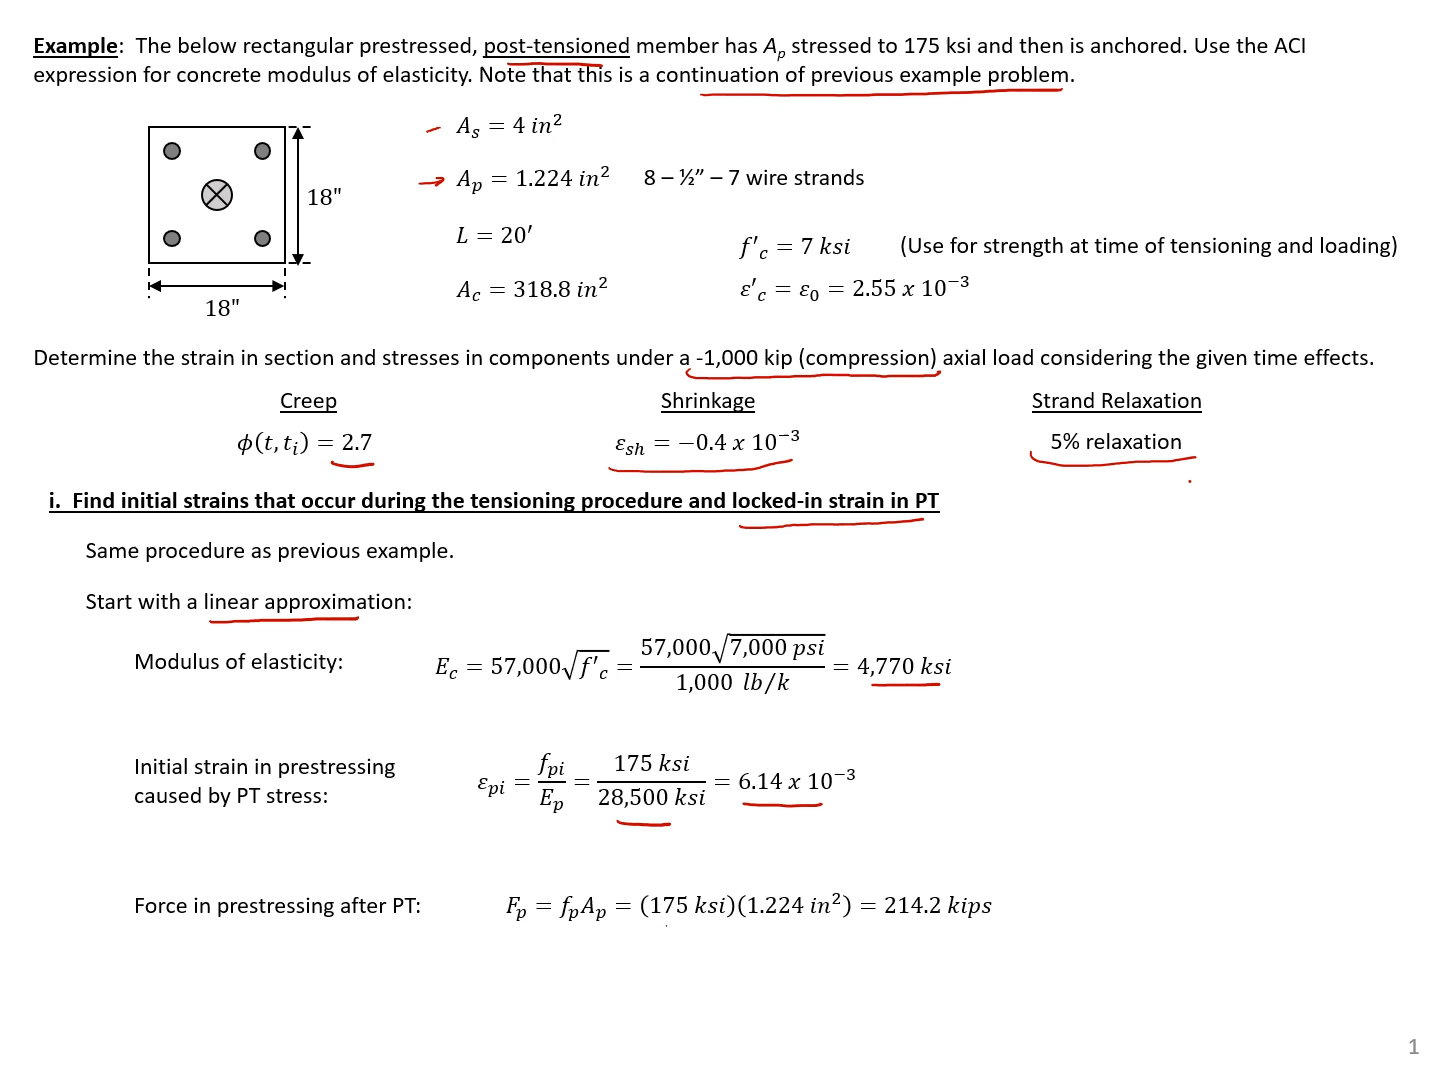 Example: The below rectangular prestressed, post-tensioned member has Aₚ stressed to 175 ksi and then is anchored. Use the ACI
expression for concrete modulus of elasticity. Note that this is a continuation of previous example problem.
Aₛ = 4 in²
Aₚ = 1.224 in² 8 – ½” – 7 wire strands
18"
L = 20′
f′c = 7 ksi (Use for strength at time of tensioning and loading)
Ac = 318.8 in² ε′c = ε₀ = 2.55 x 10⁻³
18"
Determine the strain in section and stresses in components under a -1,000 kip (compression) axial load considering the given time effects.
Creep Shrinkage Strand Relaxation
ϕ(t, tᵢ) = 2.7 εₛₕ = −0.4 x 10⁻³ 5% relaxation
i. Find initial strains that occur during the tensioning procedure and locked-in strain in PT
Same procedure as previous example.
Start with a linear approximation:
Modulus of elasticity: Ec = 57,000√f′c = 57,000√7,000 psi / 1,000 lb/k = 4,770 ksi
Initial strain in prestressing
caused by PT stress: εₚᵢ = fₚᵢ / Eₚ = 175 ksi / 28,500 ksi = 6.14 x 10⁻³
Force in prestressing after PT: Fₚ = fₚAₚ = (175 ksi)(1.224 in²) = 214.2 kips
1